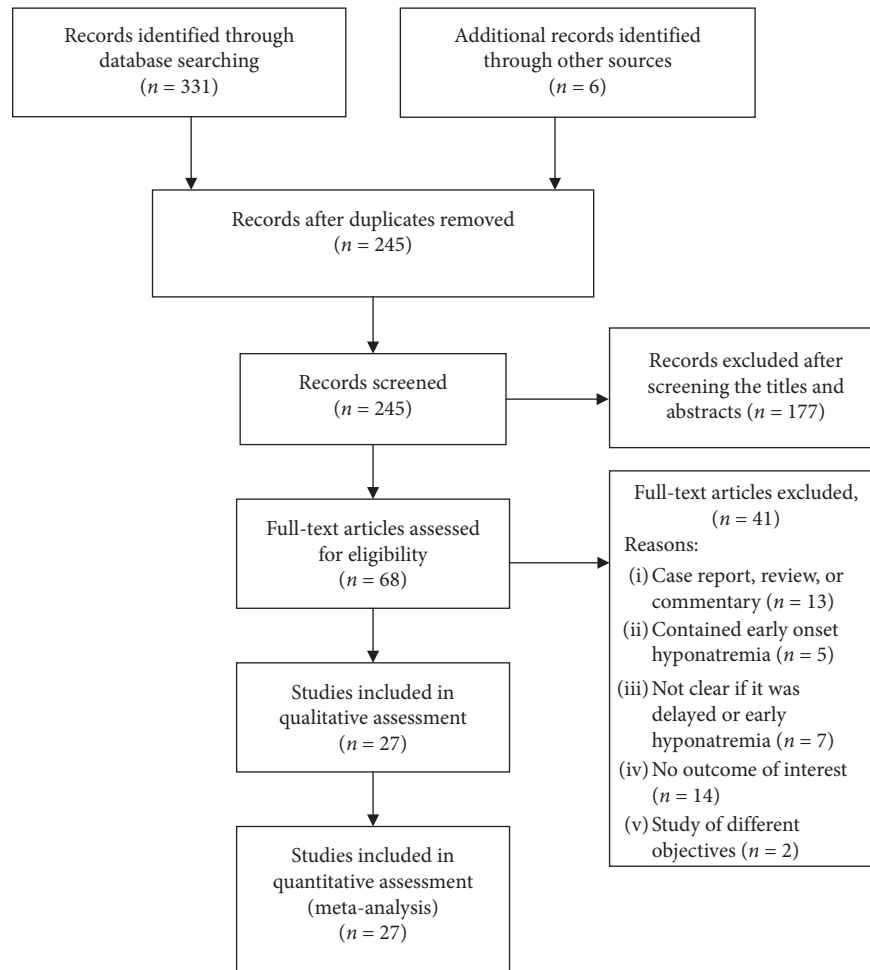 Records identified through
database searching
(n = 331)
Additional records identified
through other sources
(n = 6)
Records after duplicates removed
(n = 245)
Records screened
(n = 245)
Records excluded after
screening the titles and
abstracts (n = 177)
Full-text articles assessed
for eligibility
(n = 68)
Full-text articles excluded,
(n = 41)
Reasons:
(i) Case report, review, or
commentary (n = 13)
(ii) Contained early onset
hyponatremia (n = 5)
(iii) Not clear if it was
delayed or early
hyponatremia (n = 7)
(iv) No outcome of interest
(n = 14)
(v) Study of different
objectives (n = 2)
Studies included in
qualitative assessment
(n = 27)
Studies included in
quantitative assessment
(meta-analysis)
(n = 27)